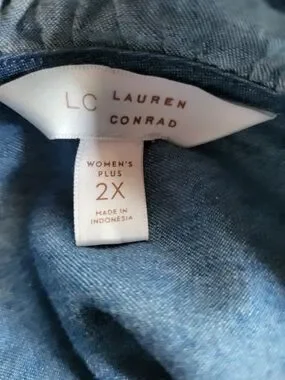 LC LAUREN
CONRAD
WOMEN'S
PLUS
2X
MADE IN
INDONESIA